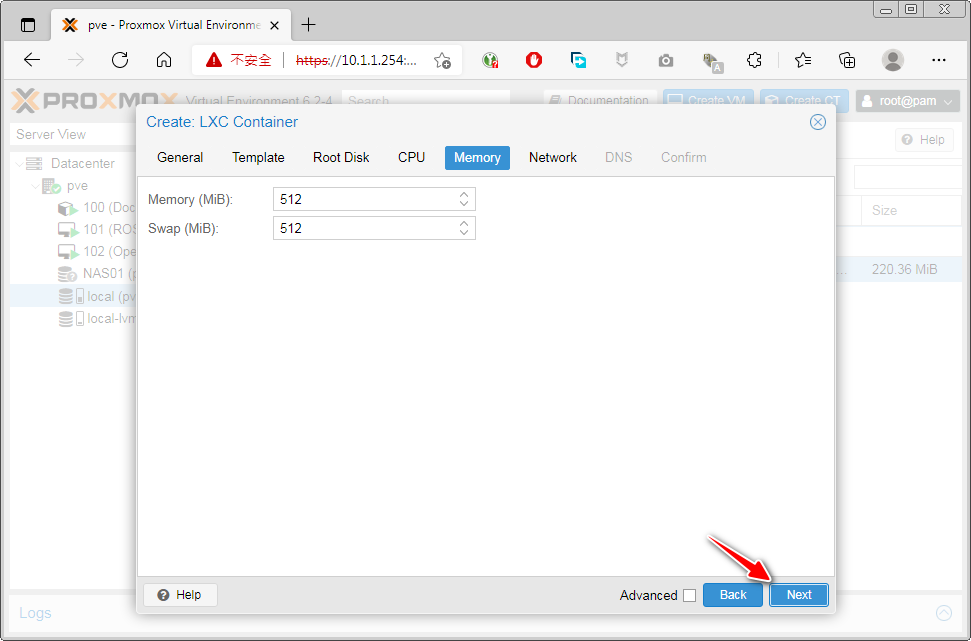 pve - Proxmox Virtual Environme
不安全
https://10.1.1.254:...
PROXMOX Virtual Environment 6.2-4 Search Documentation Create VM Create CT root@pam
Server View
Help
Create: LXC Container
General Template Root Disk CPU Memory Network DNS Confirm
Memory (MiB): 512
Swap (MiB): 512
Datacenter
pve
100 (Doc
101 (ROS
102 (Ope
NAS01 (p
local (pv
local-lvm
Size
... 220.36 MiB
Help
Advanced Back Next
Logs